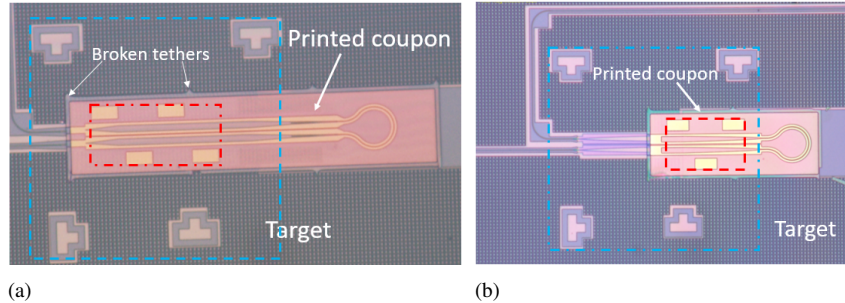 Broken tethers
Printed coupon
Target
(a)
Printed coupon
Target
(b)